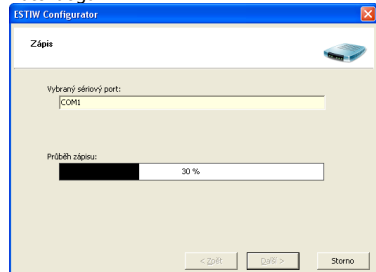 ESTIW Configurator
Zápis
Vybraný sériový port:
COM1
Průběh zápisu:
30 %
< Zpět
Další >
Storno